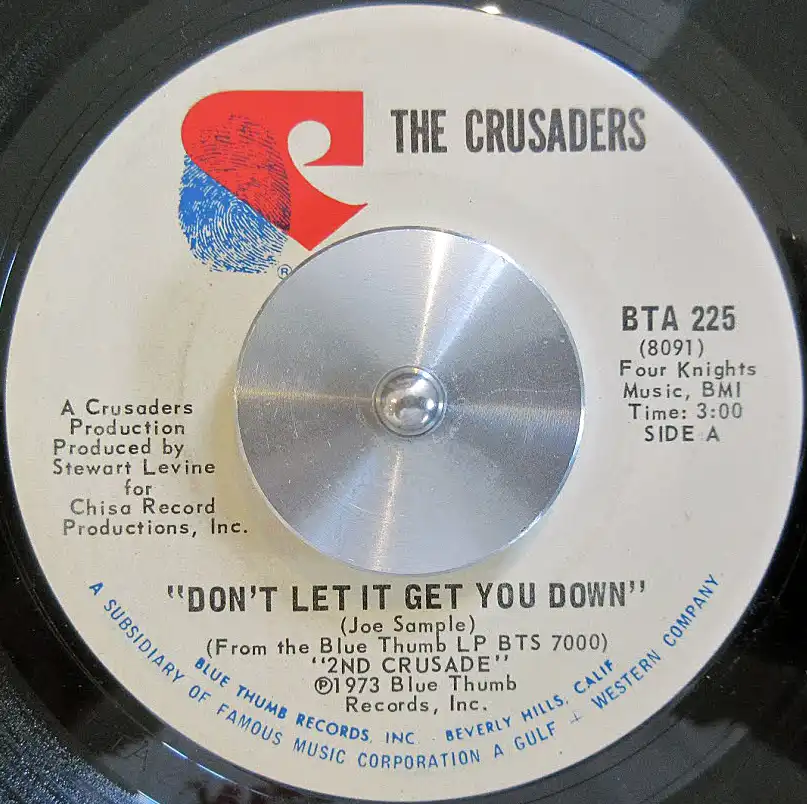 THE CRUSADERS
®
BTA 225
(8091)
Four Knights
Music, BMI
Time: 3:00
SIDE A
A Crusaders
Production
Produced by
Stewart Levine
for
Chisa Record
Productions, Inc.
"DON'T LET IT GET YOU DOWN"
(Joe Sample)
(From the Blue Thumb LP BTS 7000)
"2ND CRUSADE"
℗1973 Blue Thumb
Records, Inc.
BLUE THUMB RECORDS, INC. - BEVERLY HILLS, CALIF
A SUBSIDIARY OF FAMOUS MUSIC CORPORATION A GULF + WESTERN COMPANY